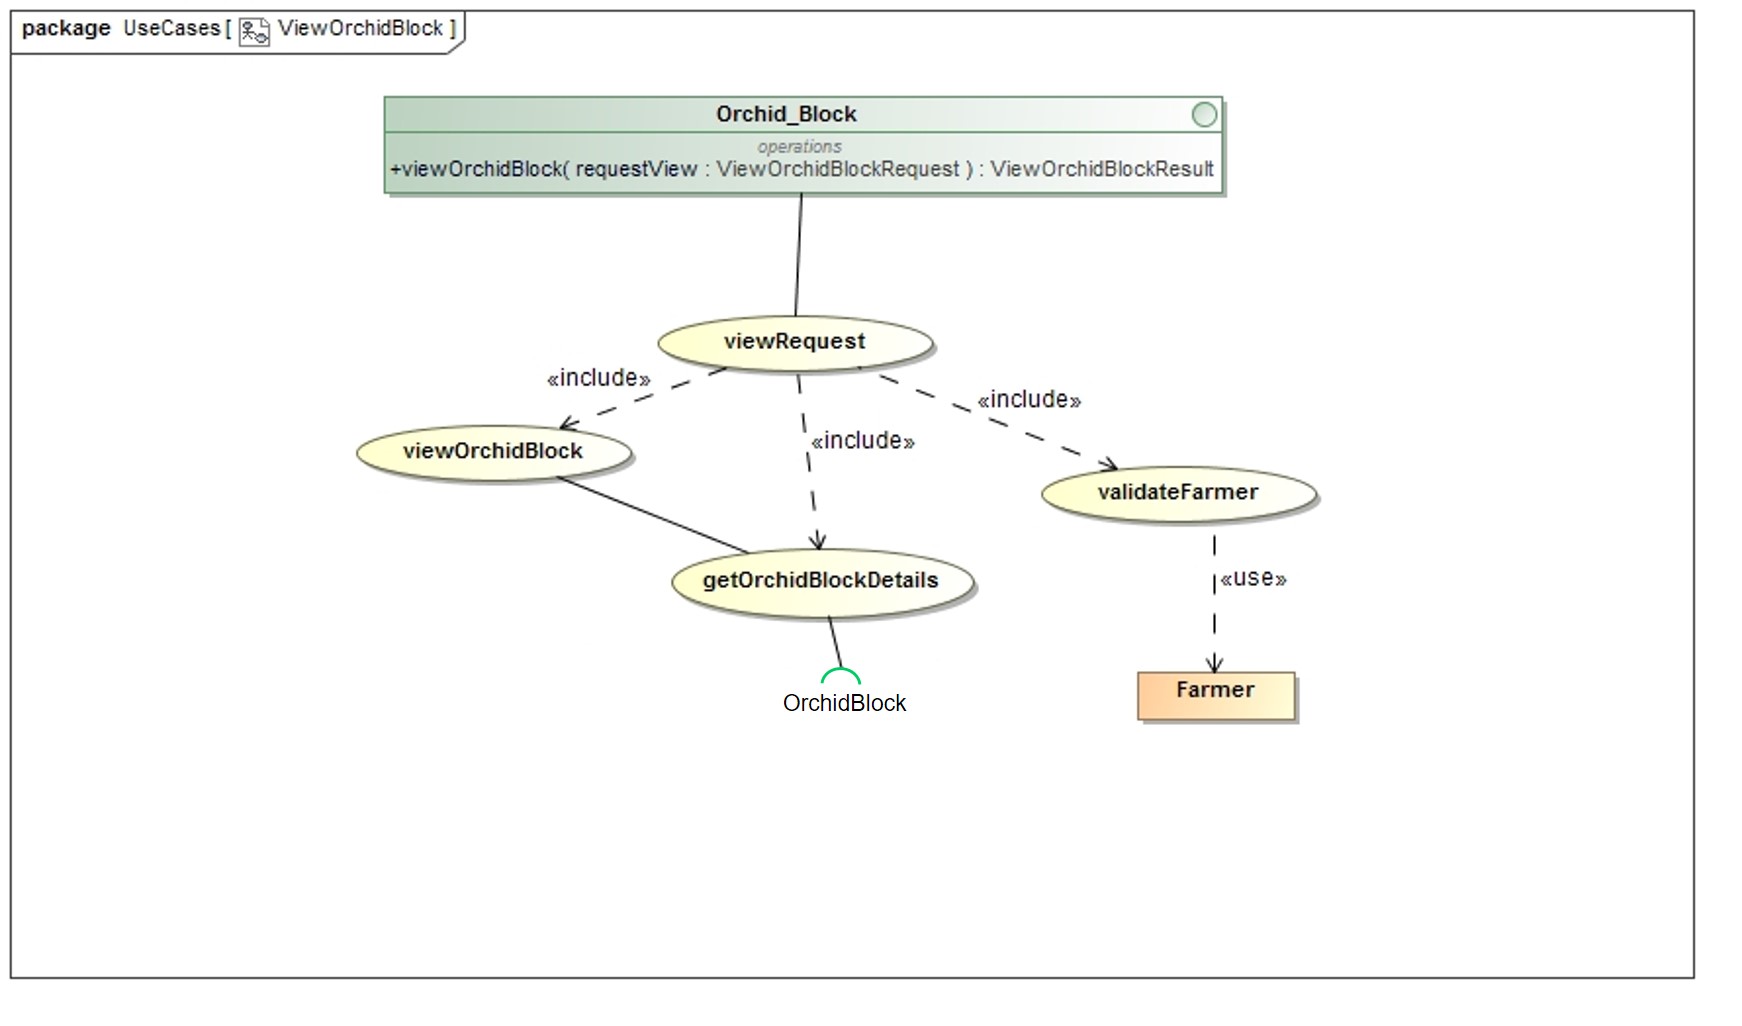 package UseCases [ ViewOrchidBlock ]
Orchid_Block
operations
+viewOrchidBlock( requestView : ViewOrchidBlockRequest ) : ViewOrchidBlockResult
viewRequest
«include»
«include»
«include»
viewOrchidBlock
validateFarmer
getOrchidBlockDetails
«use»
OrchidBlock
Farmer